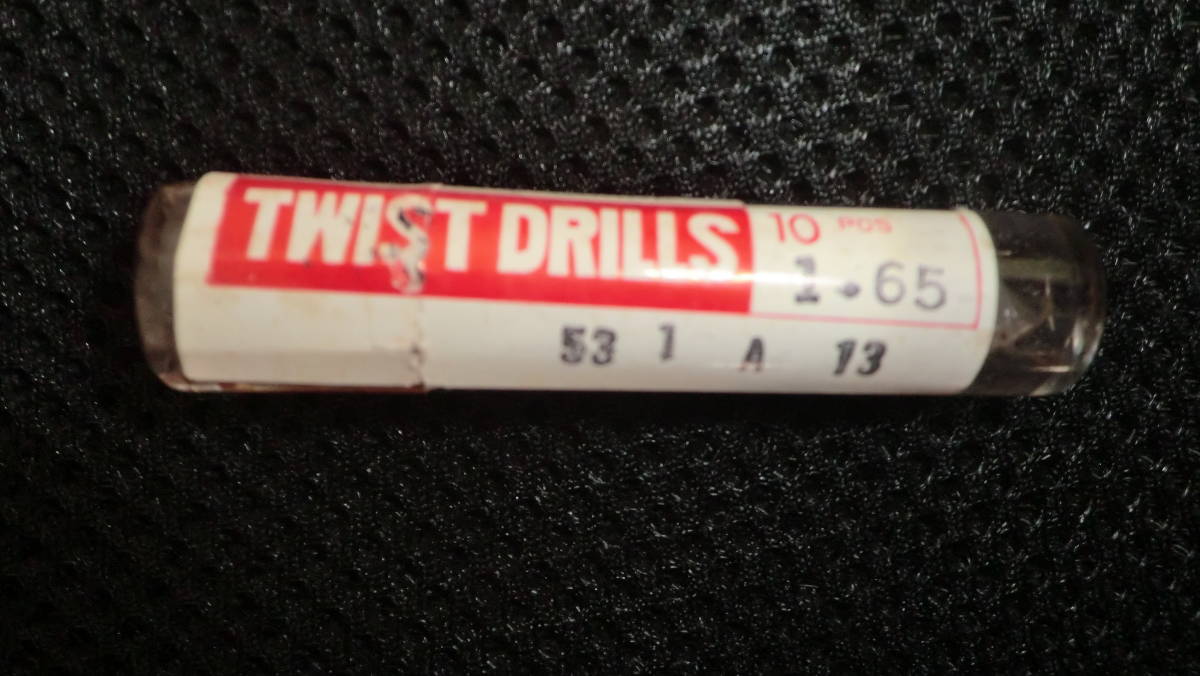 TWIST DRILLS
10 PCS
1.65
53 1 A 13